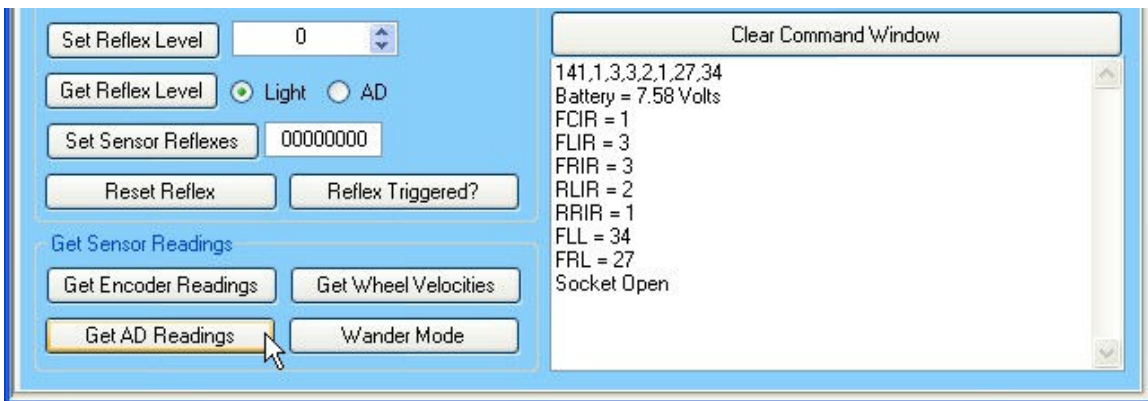 Set Reflex Level 0
Get Reflex Level Light AD
Set Sensor Reflexes 00000000
Reset Reflex Reflex Triggered?
Get Sensor Readings
Get Encoder Readings Get Wheel Velocities
Get AD Readings Wander Mode
Clear Command Window
141,1,3,3,2,1,27,34
Battery = 7.58 Volts
FCIR = 1
FLIR = 3
FRIR = 3
RLIR = 2
RRIR = 1
FLL = 34
FRL = 27
Socket Open